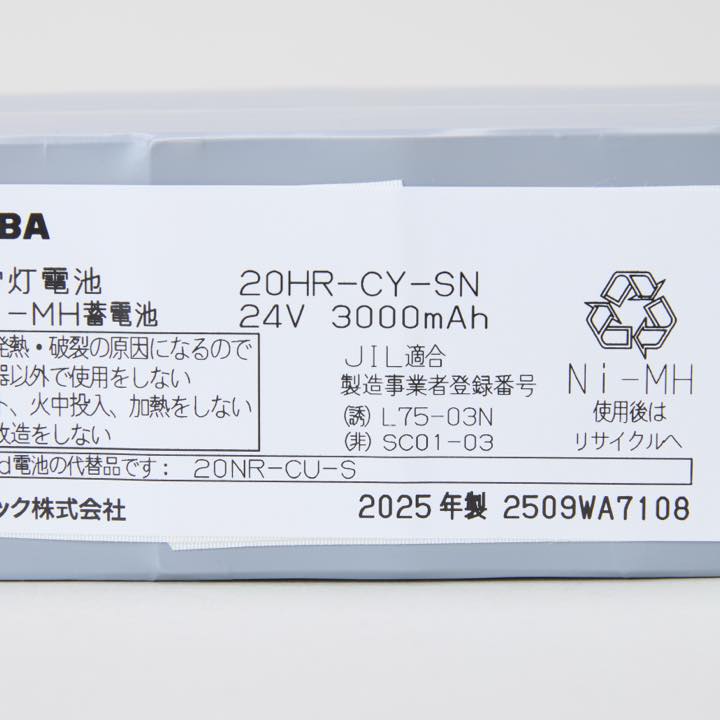 BA
灯電池 20HR-CY-SN
-MH蓄電池 24V 3000mAh
発熱・破裂の原因になるので
器以外で使用をしない
ト、火中投入、加熱をしない
改造をしない
JIL適合
製造事業者登録番号
(誘) L75-03N
(非) SC01-03
Ni-MH
使用後は
リサイクルへ
d電池の代替品です: 20NR-CU-S
ック株式会社 2025年製 2509WA7108